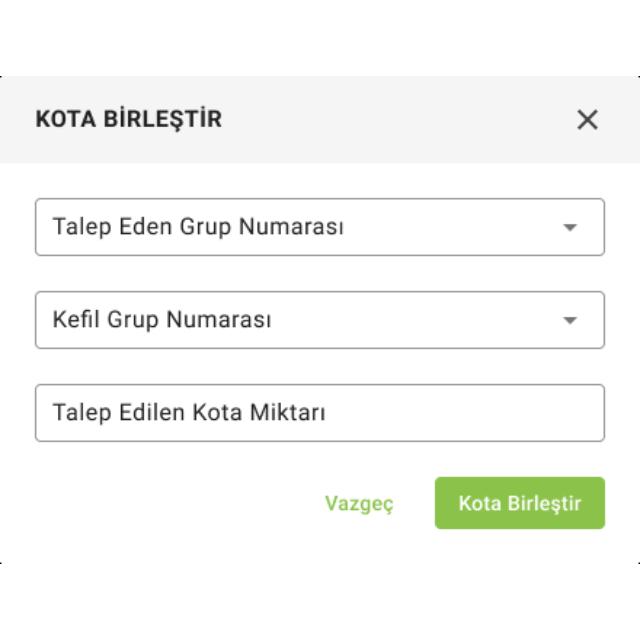 KOTA BİRLEŞTİR
Talep Eden Grup Numarası
Kefil Grup Numarası
Talep Edilen Kota Miktarı
Vazgeç
Kota Birleştir